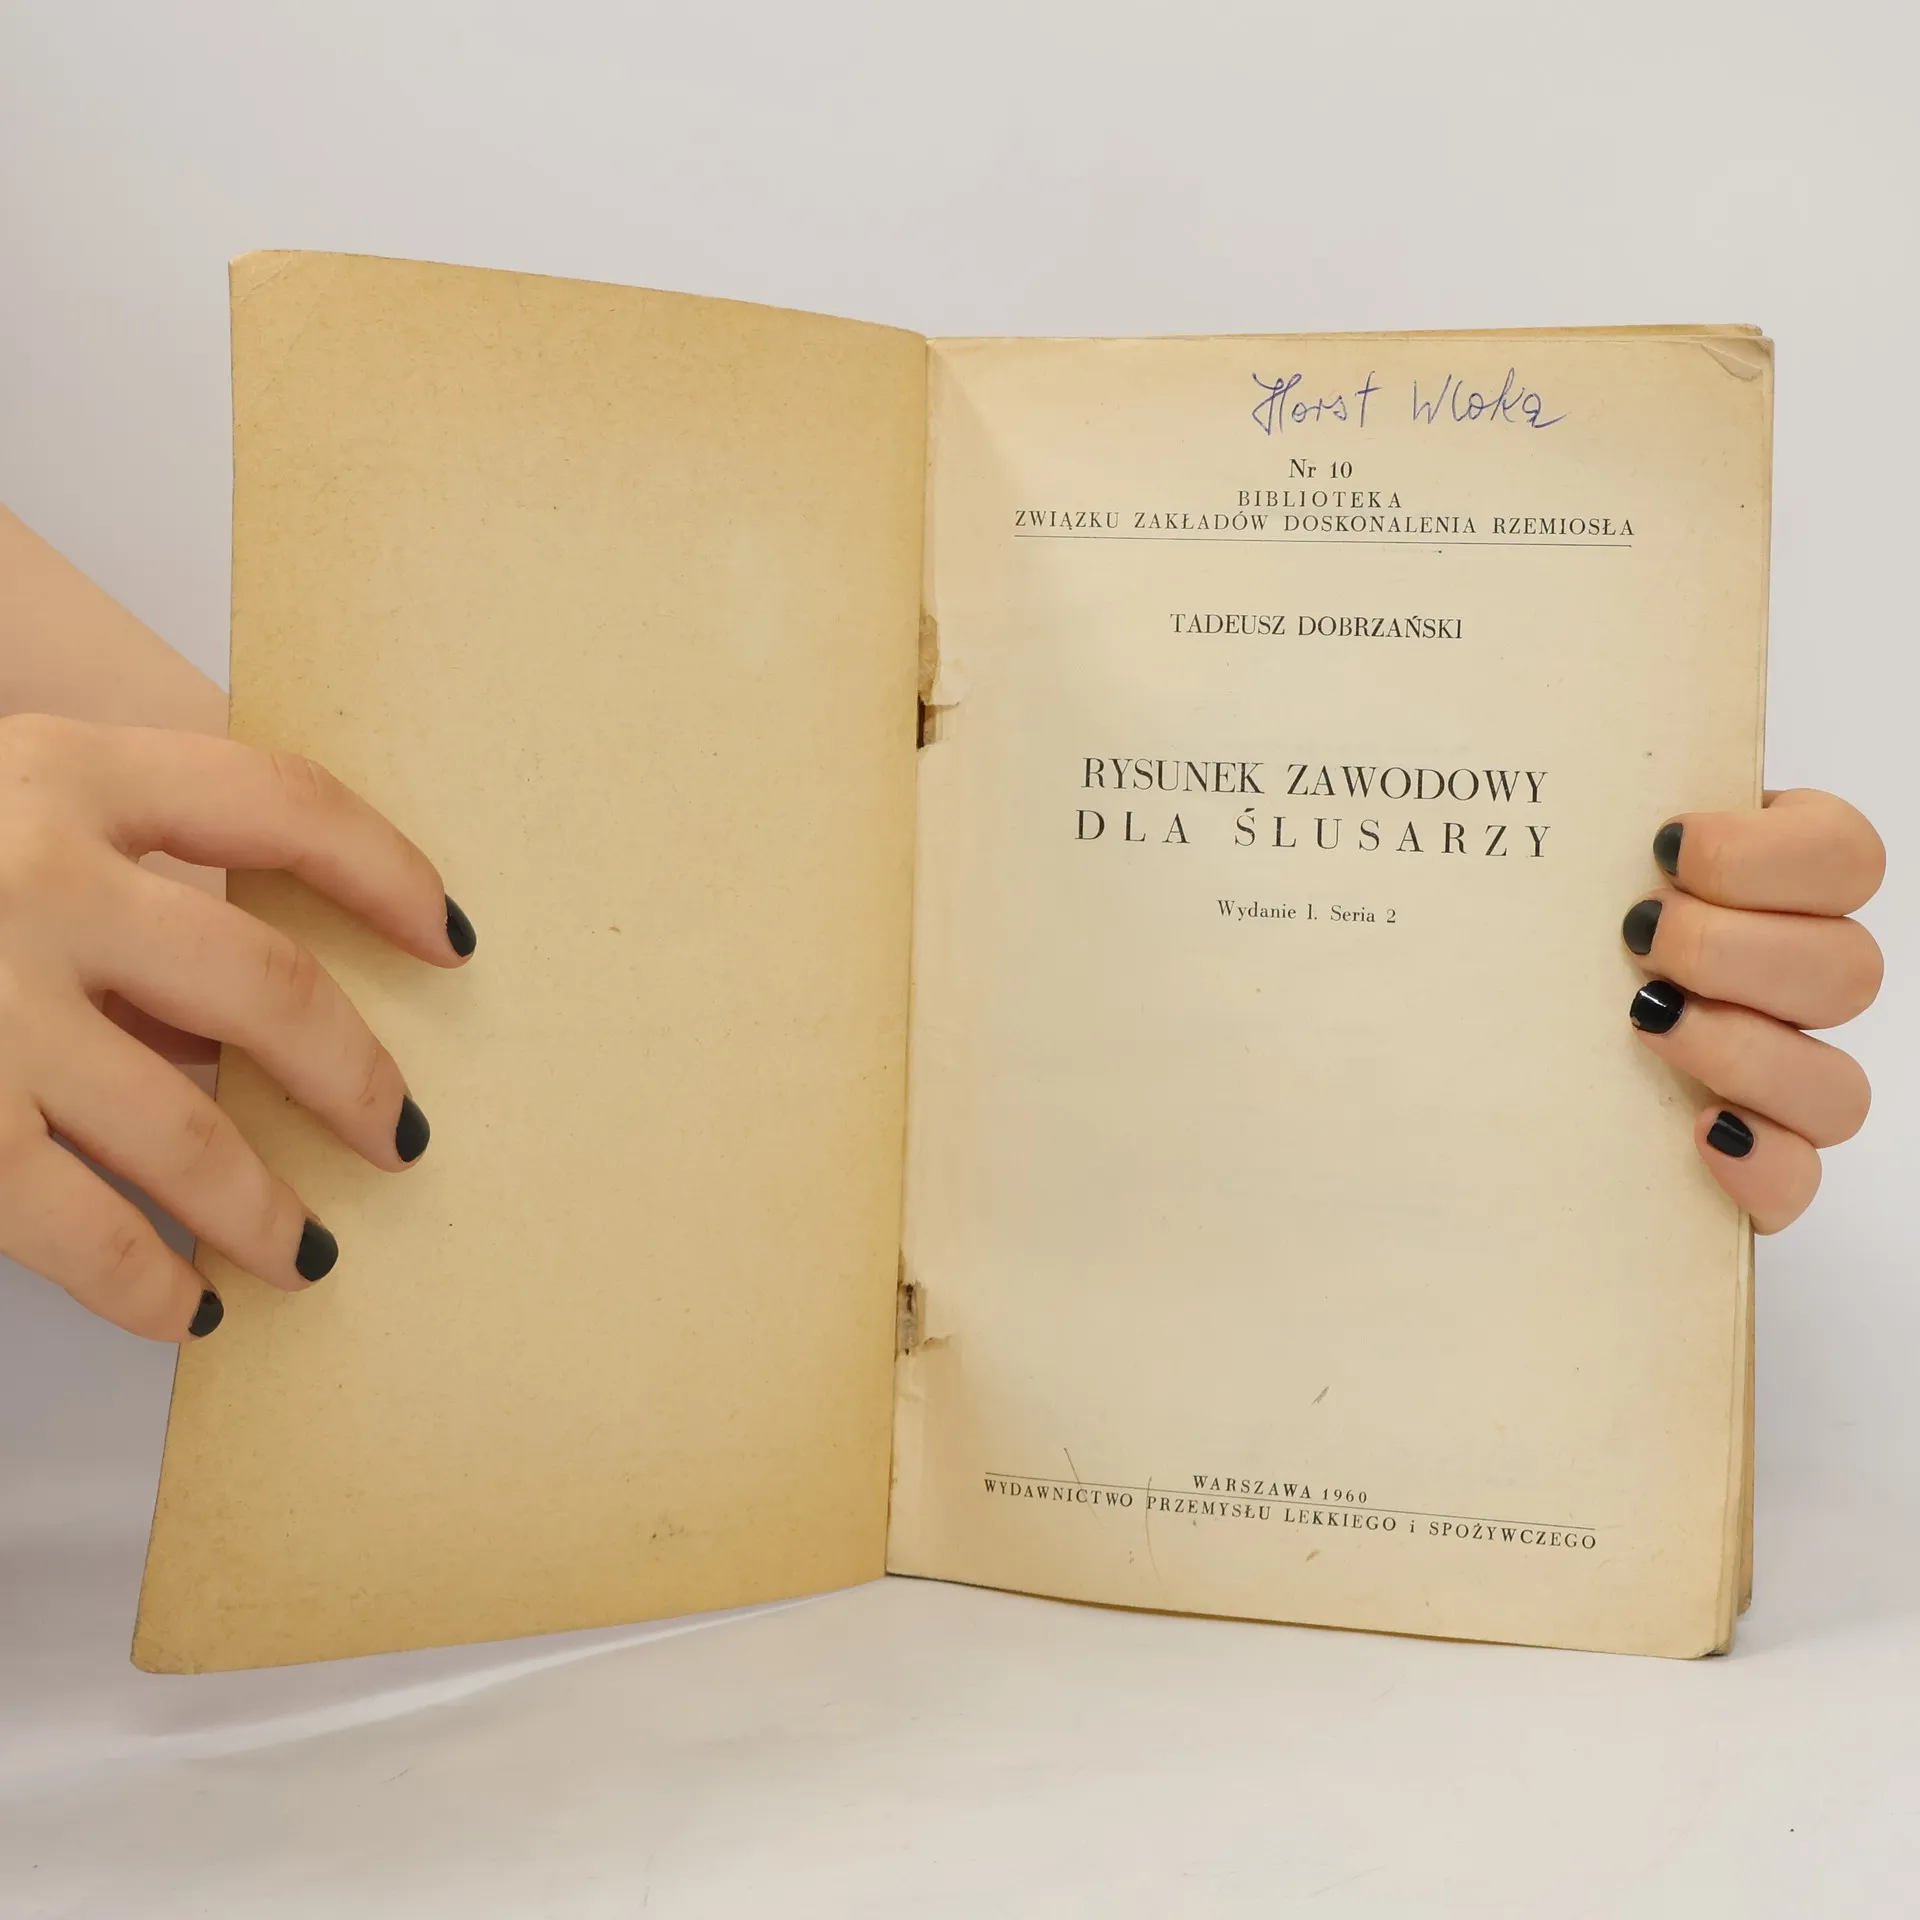 Horst Wloka
Nr 10
BIBLIOTEKA
ZWIĄZKU ZAKŁADÓW DOSKONALENIA RZEMIOSŁA
TADEUSZ DOBRZAŃSKI
RYSUNEK ZAWODOWY
DLA ŚLUSARZY
Wydanie 1. Seria 2
WARSZAWA 1960
WYDAWNICTWO PRZEMYSŁU LEKKIEGO i SPOŻYWCZEGO